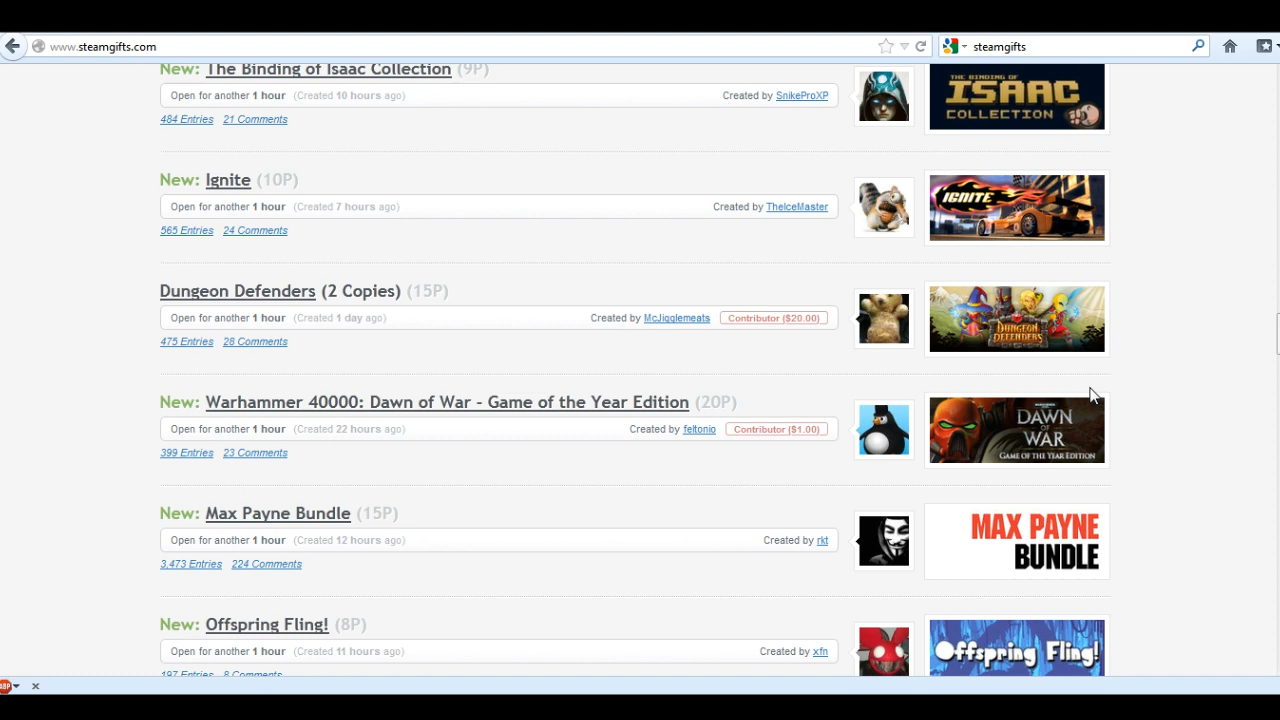 www.steamgifts.com
steamgifts
New: The Binding of Isaac Collection (9P)
Open for another 1 hour (Created 10 hours ago) Created by SnikeProXP
484 Entries 21 Comments
THE BINDING OF
ISAAC
COLLECTION
New: Ignite (10P)
Open for another 1 hour (Created 7 hours ago) Created by TheIceMaster
565 Entries 24 Comments
IGNITE
Dungeon Defenders (2 Copies) (15P)
Open for another 1 hour (Created 1 day ago) Created by McJigglemeats Contributor ($20.00)
475 Entries 28 Comments
DUNGEON
DEFENDERS
New: Warhammer 40000: Dawn of War - Game of the Year Edition (20P)
Open for another 1 hour (Created 22 hours ago) Created by feltonio Contributor ($1.00)
399 Entries 23 Comments
DAWN
OF
WAR
GAME OF THE YEAR EDITION
New: Max Payne Bundle (15P)
Open for another 1 hour (Created 12 hours ago) Created by rkt
3,473 Entries 224 Comments
MAX PAYNE
BUNDLE
New: Offspring Fling! (8P)
Open for another 1 hour (Created 11 hours ago) Created by xfn
197 Entries 8 Comments
Offspring Fling!
ABP